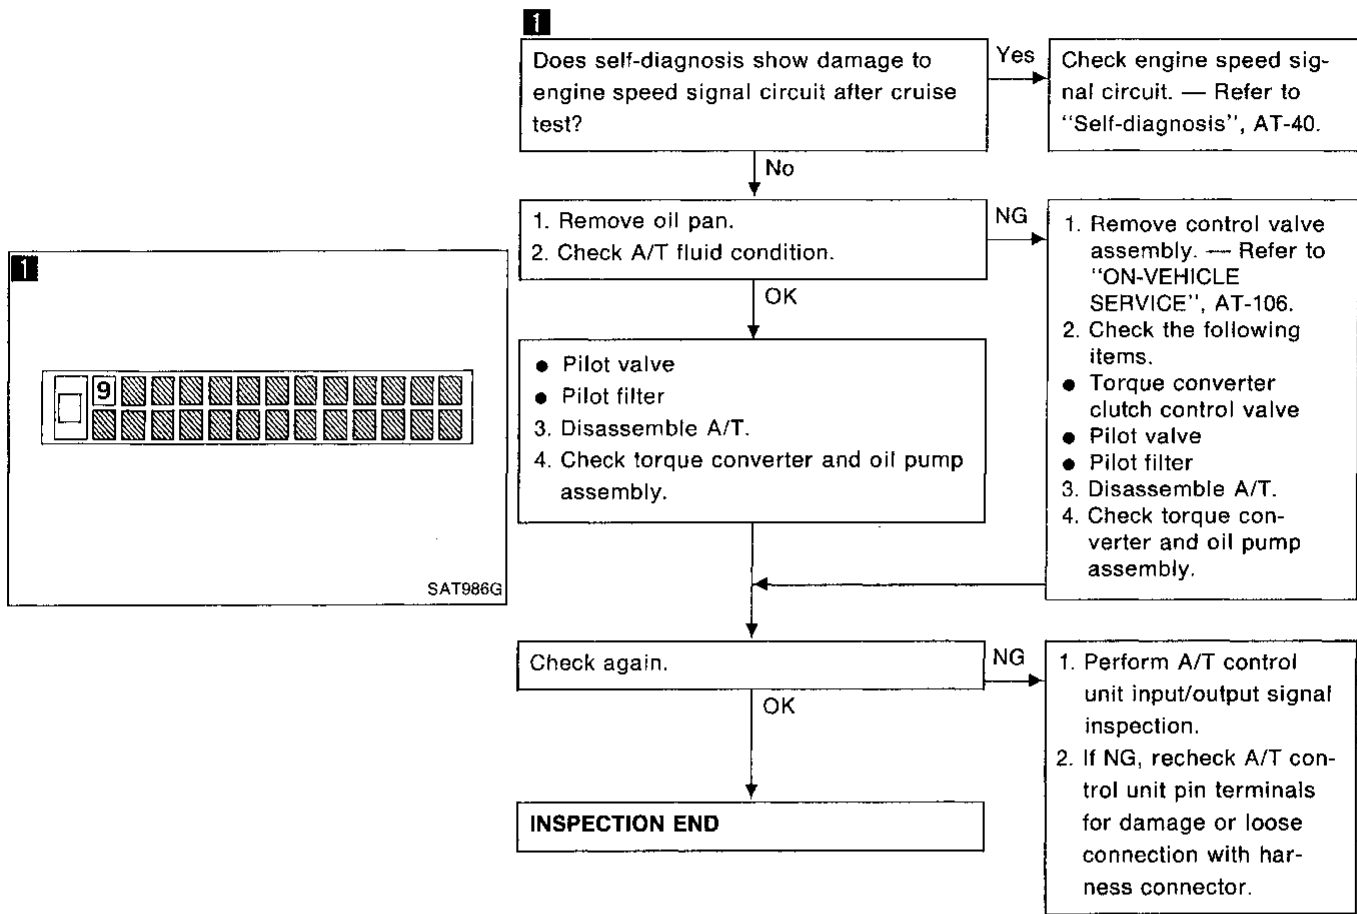 1
Does self-diagnosis show damage to
engine speed signal circuit after cruise
test?
Yes
Check engine speed sig-
nal circuit. — Refer to
"Self-diagnosis", AT-40.
No
1. Remove oil pan.
2. Check A/T fluid condition.
NG
1. Remove control valve
assembly. — Refer to
"ON-VEHICLE
SERVICE", AT-106.
2. Check the following
items.
● Torque converter
clutch control valve
● Pilot valve
● Pilot filter
3. Disassemble A/T.
4. Check torque con-
verter and oil pump
assembly.
OK
● Pilot valve
● Pilot filter
3. Disassemble A/T.
4. Check torque converter and oil pump
assembly.
1
9
SAT986G
Check again.
NG
1. Perform A/T control
unit input/output signal
inspection.
2. If NG, recheck A/T con-
trol unit pin terminals
for damage or loose
connection with har-
ness connector.
OK
INSPECTION END